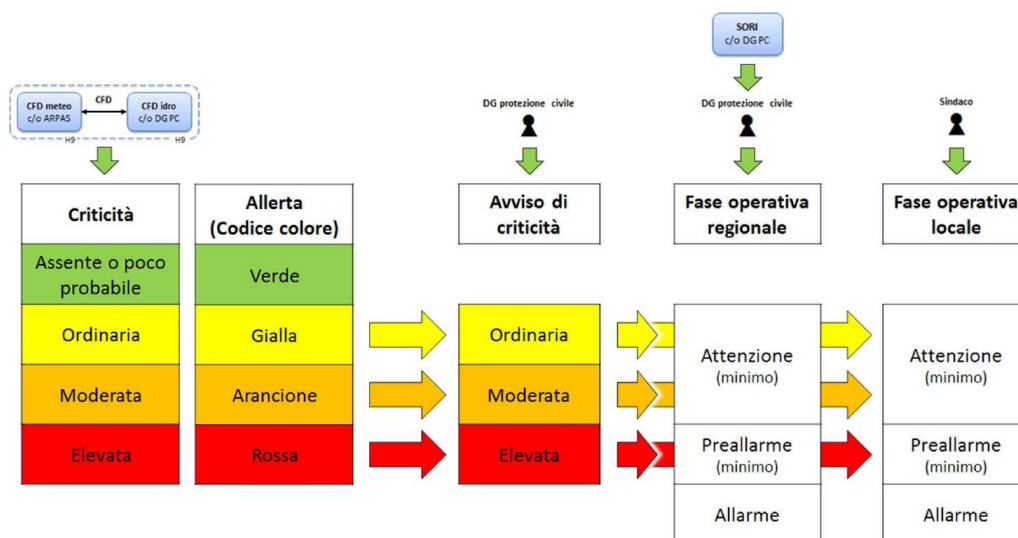 SORI
c/o DG PC
CFD meteo
c/o ARPAS
CFD
CFD idro
c/o DG PC
H9
H9
DG protezione civile
DG protezione civile
Sindaco
Criticità
Allerta
(Codice colore)
Avviso di
criticità
Fase operativa
regionale
Fase operativa
locale
Assente o poco
probabile
Verde
Ordinaria
Gialla
Ordinaria
Attenzione
(minimo)
Attenzione
(minimo)
Moderata
Arancione
Moderata
Elevata
Rossa
Elevata
Preallarme
(minimo)
Preallarme
(minimo)
Allarme
Allarme